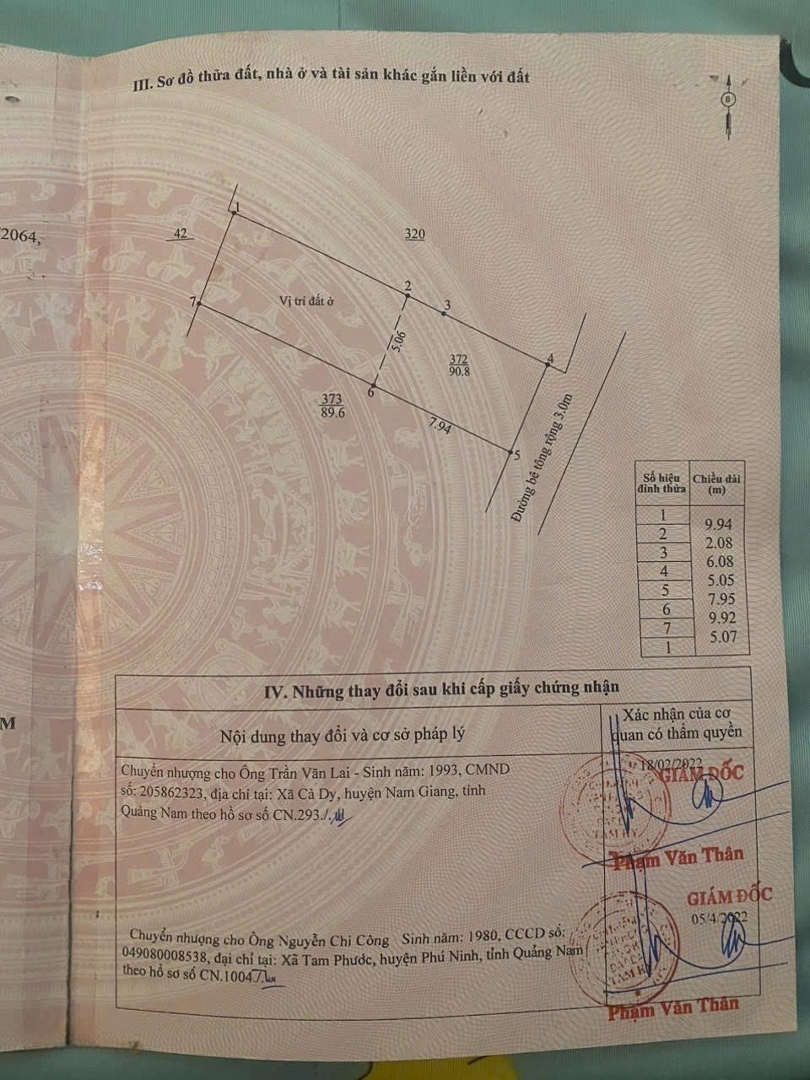 III. Sơ đồ thửa đất, nhà ở và tài sản khác gắn liền với đất
B
2064,
1
42
320
2
3
7
Vị trí đất ở
5.06
372
90.8
4
6
373
89.6
7.94
5
Đường bê tông rộng 3.0m
Số hiệu đỉnh thửa Chiều dài (m)
1
9.94
2
2.08
3
6.08
4
5.05
5
7.95
6
9.92
7
5.07
1
M
IV. Những thay đổi sau khi cấp giấy chứng nhận
Nội dung thay đổi và cơ sở pháp lý
Xác nhận của cơ
quan có thẩm quyền
Chuyển nhượng cho Ông Trần Văn Lai - Sinh năm: 1993, CMND
số: 205862323, địa chỉ tại: Xã Cà Dy, huyện Nam Giang, tỉnh
Quảng Nam theo hồ sơ số CN.293./.
18/02/2022
GIÁM ĐỐC
TAM KỲ
Phạm Văn Thân
Chuyển nhượng cho Ông Nguyễn Chi Công Sinh năm: 1980, CCCD số:
049080008538, đại chỉ tại: Xã Tam Phước, huyện Phú Ninh, tỉnh Quảng Nam
theo hồ sơ số CN.1004./.
GIÁM ĐỐC
05/4/2022
TAM KỲ
Phạm Văn Thân